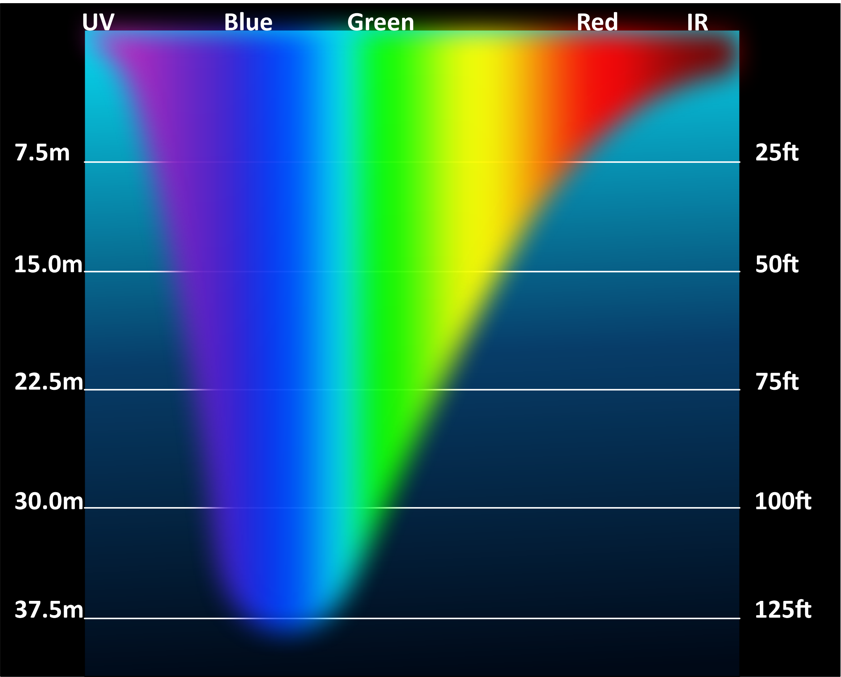 UV Blue Green Red IR
7.5m 25ft
15.0m 50ft
22.5m 75ft
30.0m 100ft
37.5m 125ft